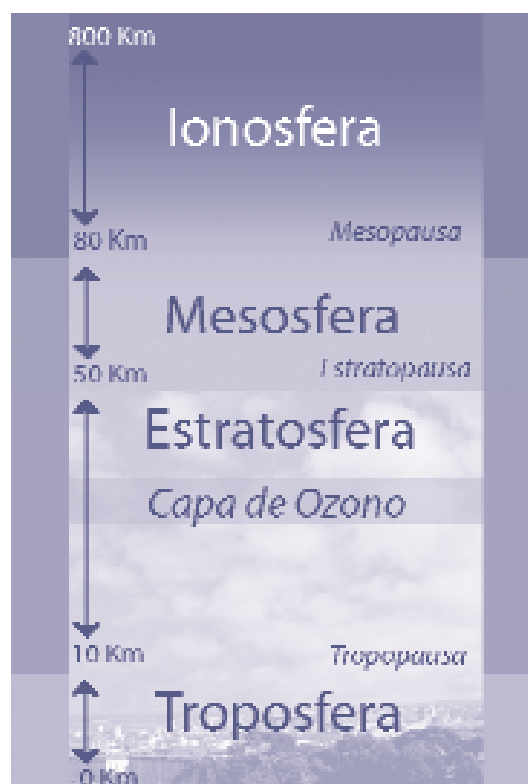 800 Km
Ionosfera
Mesopausa
80 Km
Mesosfera
Estratopausa
50 Km
Estratosfera
Capa de Ozono
Tropopausa
10 Km
Troposfera
0 Km